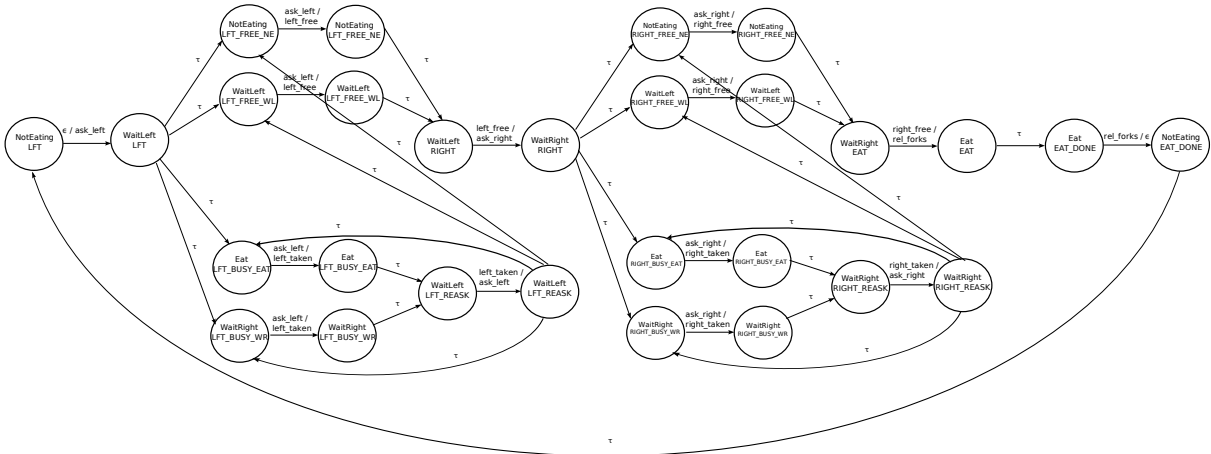 NotEating
LFT
ϵ / ask_left
WaitLeft
LFT
τ
τ
τ
τ
NotEating
LFT_FREE_NE
ask_left /
left_free
NotEating
LFT_FREE_NE
τ
WaitLeft
LFT_FREE_WL
ask_left /
left_free
WaitLeft
LFT_FREE_WL
τ
WaitLeft
RIGHT
left_free /
ask_right
WaitRight
RIGHT
τ
τ
τ
Eat
LFT_BUSY_EAT
ask_left /
left_taken
Eat
LFT_BUSY_EAT
τ
WaitLeft
LFT_REASK
left_taken /
ask_left
WaitLeft
LFT_REASK
WaitRight
LFT_BUSY_WR
ask_left /
left_taken
WaitRight
LFT_BUSY_WR
τ
τ
τ
τ
τ
τ
NotEating
RIGHT_FREE_NE
ask_right /
right_free
NotEating
RIGHT_FREE_NE
τ
WaitLeft
RIGHT_FREE_WL
ask_right /
right_free
WaitLeft
RIGHT_FREE_WL
τ
WaitRight
EAT
right_free /
rel_forks
Eat
EAT
τ
Eat
EAT_DONE
rel_forks / ϵ
NotEating
EAT_DONE
τ
τ
τ
Eat
RIGHT_BUSY_EAT
ask_right /
right_taken
Eat
RIGHT_BUSY_EAT
τ
WaitRight
RIGHT_REASK
right_taken /
ask_right
WaitRight
RIGHT_REASK
WaitRight
RIGHT_BUSY_WR
ask_right /
right_taken
WaitRight
RIGHT_BUSY_WR
τ
τ
τ